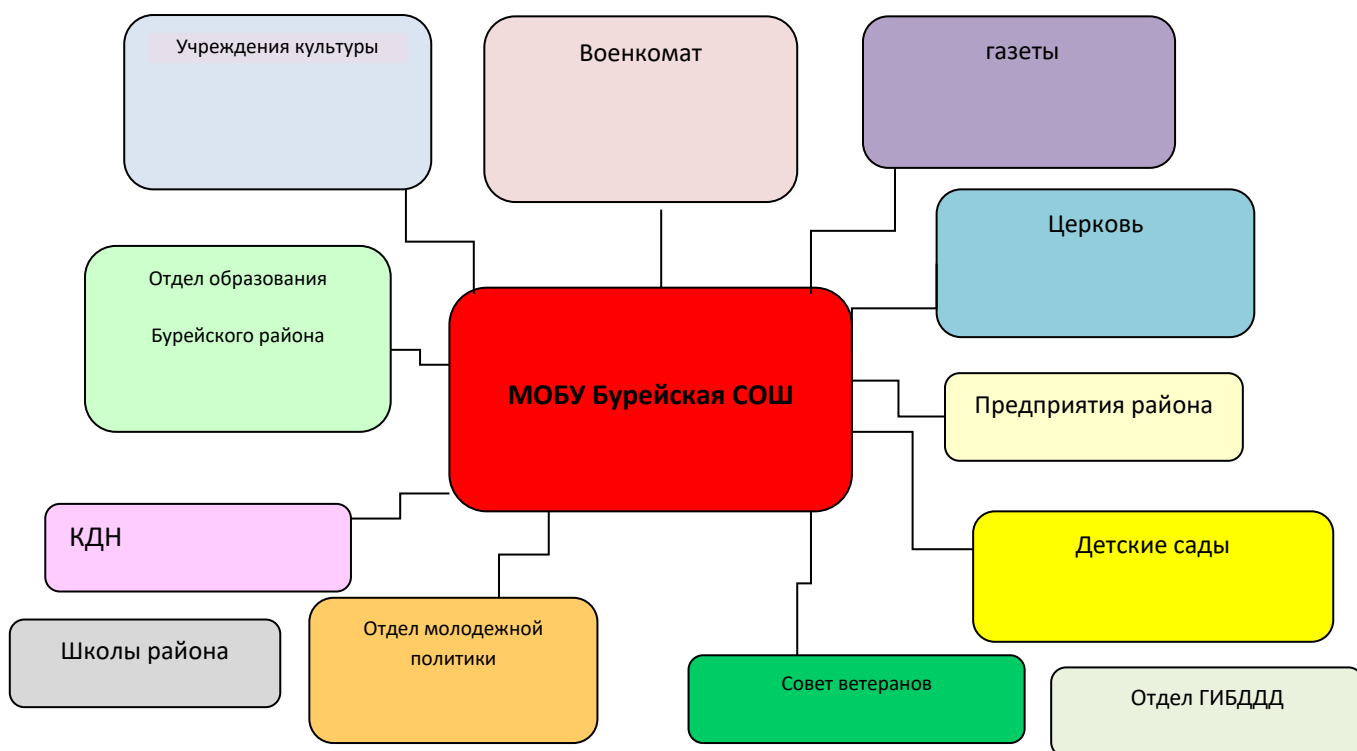 Учреждения культуры
Военкомат
газеты
Церковь
Отдел образования
Бурейского района
МОБУ Бурейская СОШ
Предприятия района
КДН
Детские сады
Школы района
Отдел молодежной
политики
Совет ветеранов
Отдел ГИБДДД